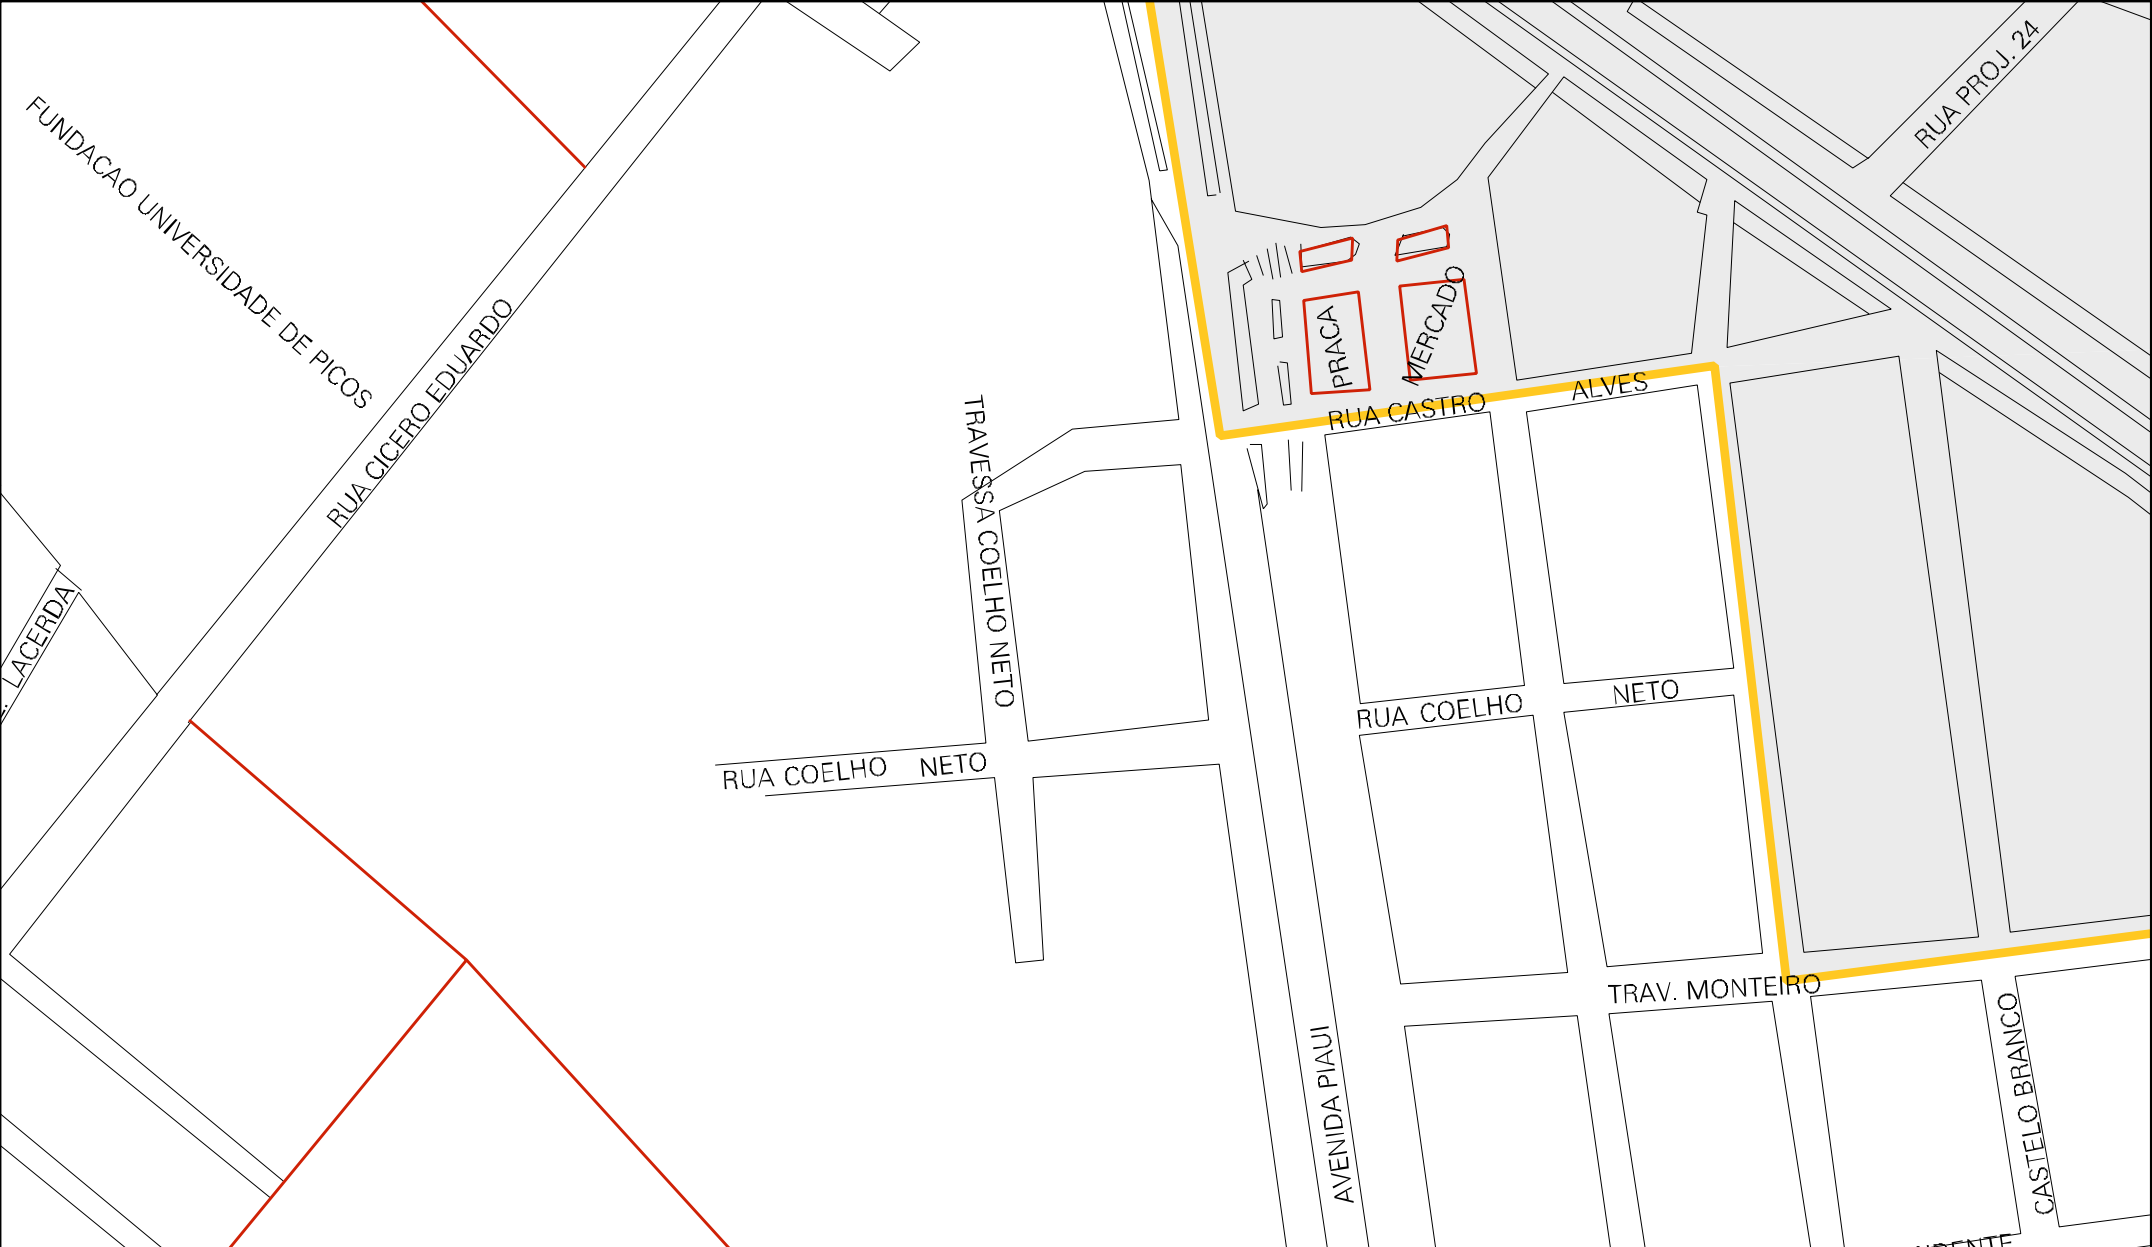 RUA PROJ. 24
FUNDACAO UNIVERSIDADE DE PICOS
RUA CICERO EDUARDO
PRACA
MERCADO
RUA CASTRO ALVES
TRAVESSA COELHO NETO
LACERDA
RUA COELHO NETO
RUA COELHO NETO
TRAV. MONTEIRO
AVENIDA PIAUI
CASTELO BRANCO